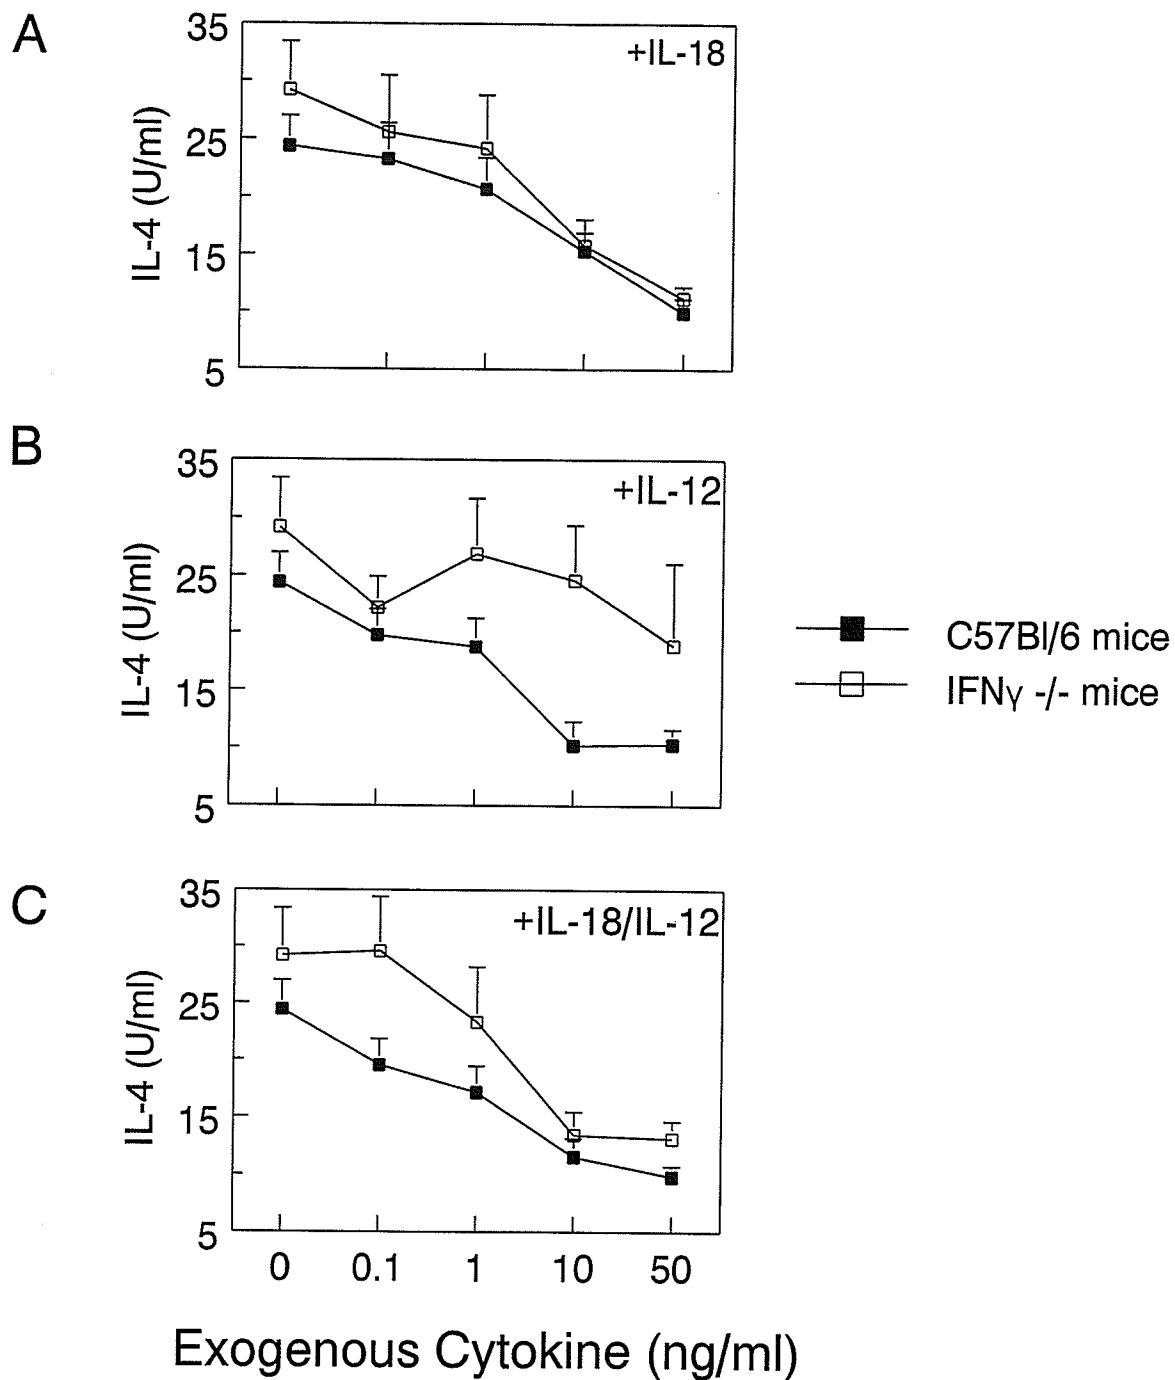 A
35
+IL-18
25
IL-4 (U/ml)
15
5
B
35
+IL-12
25
IL-4 (U/ml)
15
5
C57Bl/6 mice
IFNγ -/- mice
C
35
+IL-18/IL-12
25
IL-4 (U/ml)
15
5
0 0.1 1 10 50
Exogenous Cytokine (ng/ml)